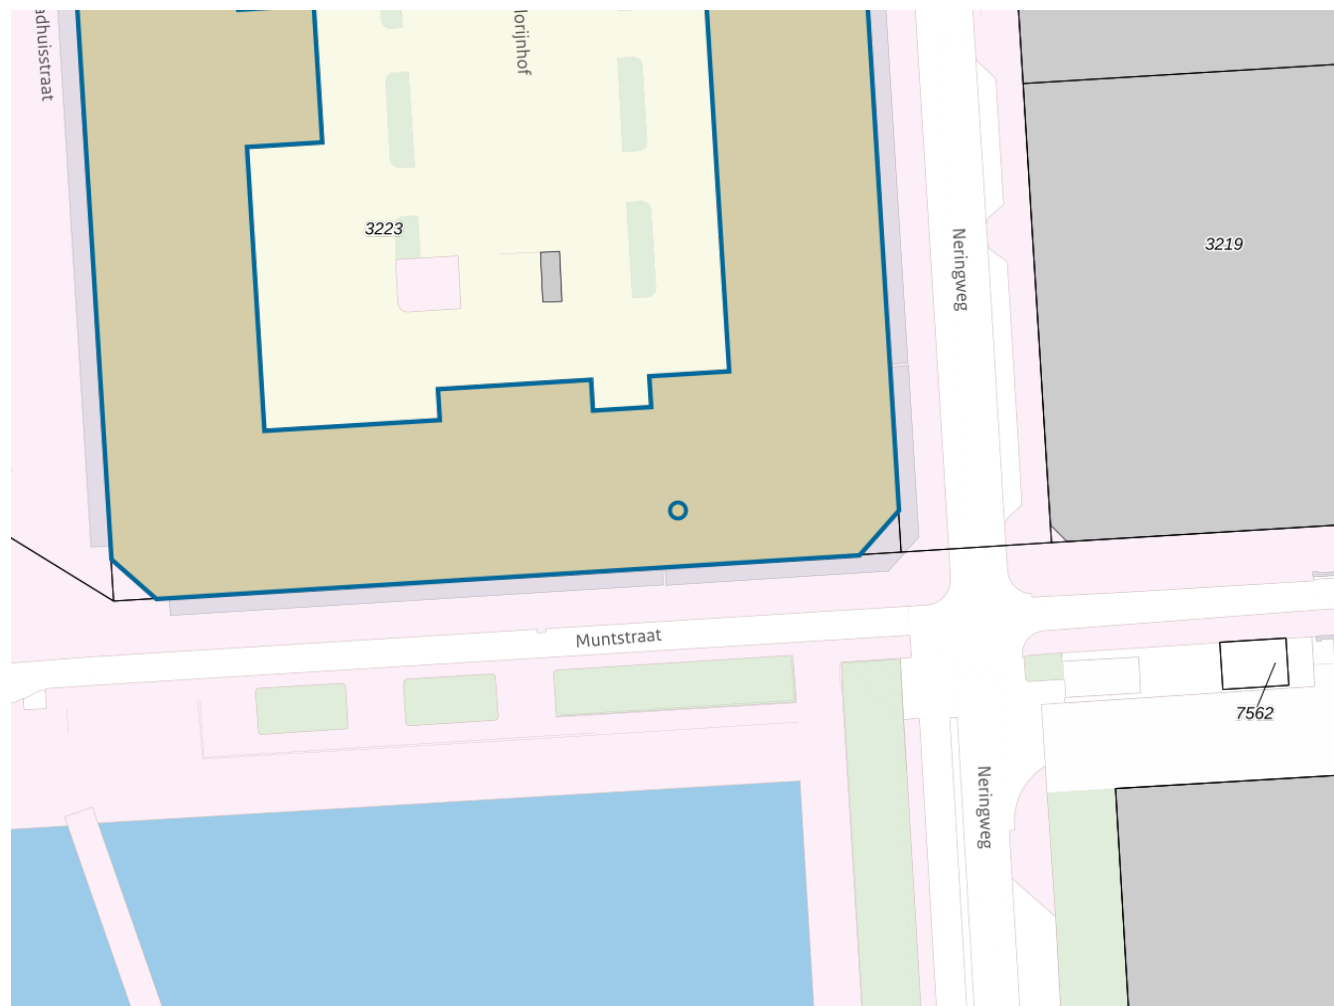 adhuisstraat
lorijnhof
3223
Neringweg
3219
Muntstraat
7562
Neringweg